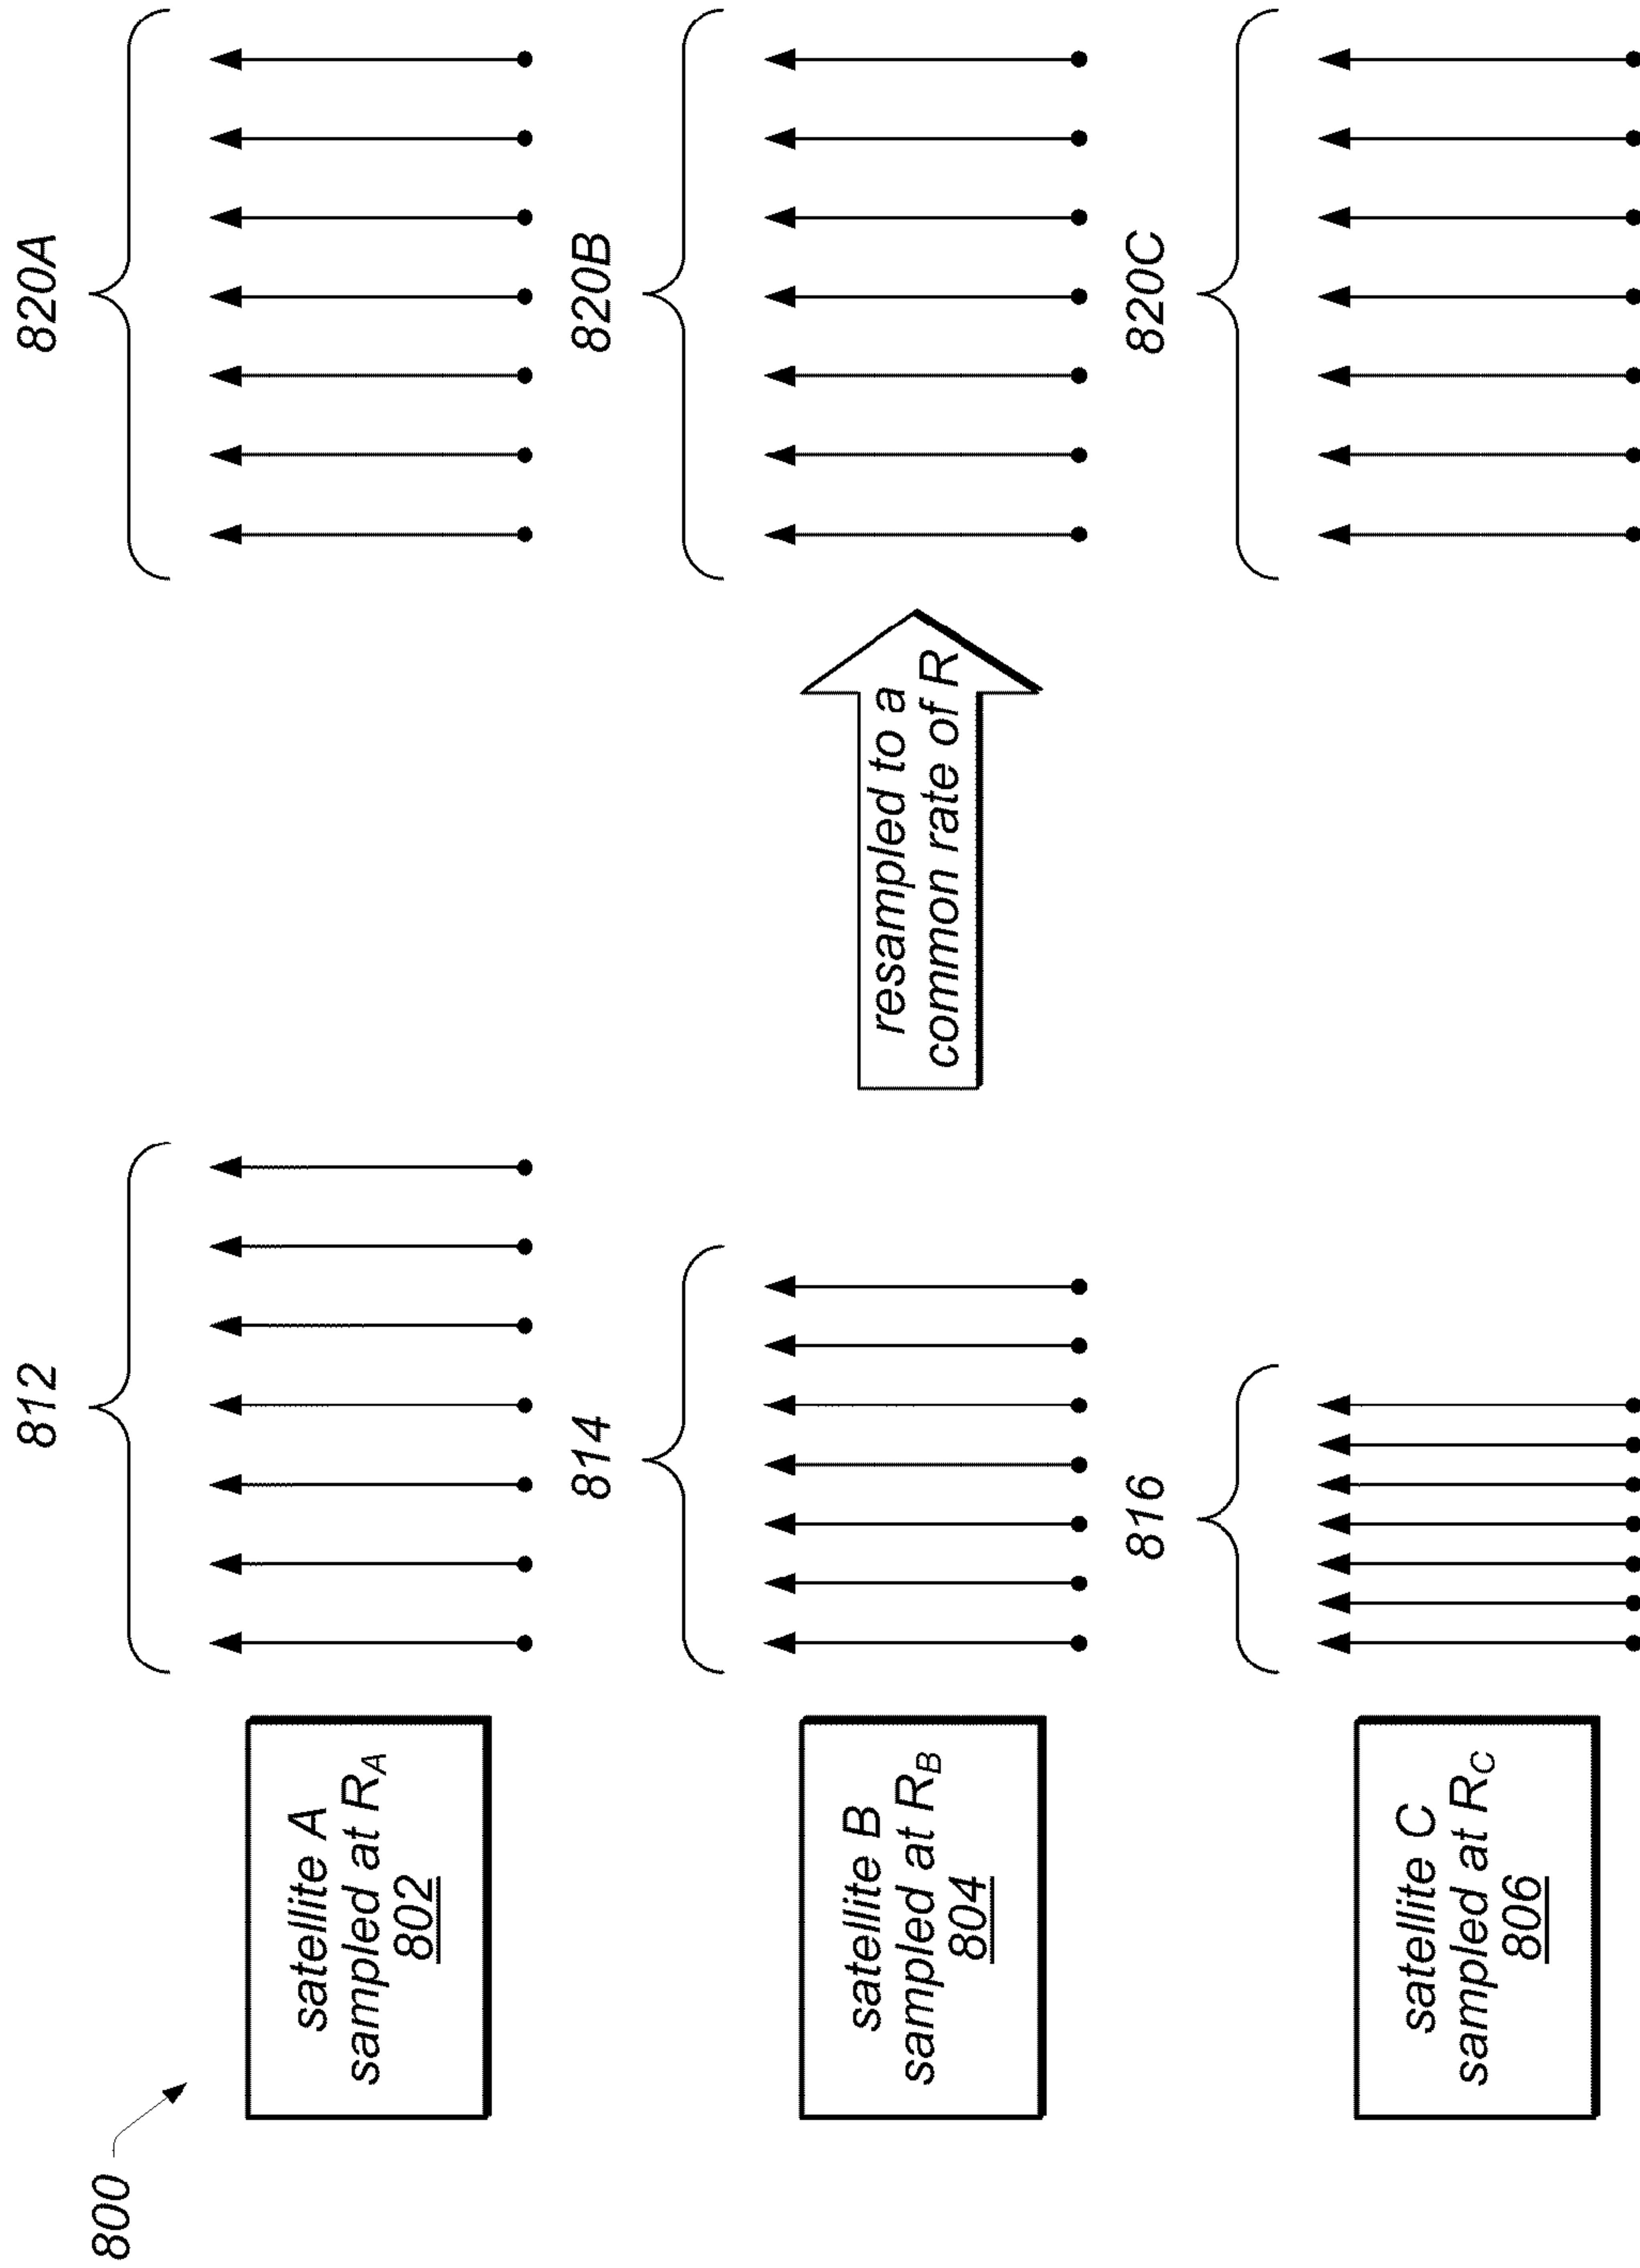 800
satellite A
sampled at RA
802
812
820A
satellite B
sampled at RB
804
814
resampled to a
common rate of R
820B
satellite C
sampled at RC
806
816
820C